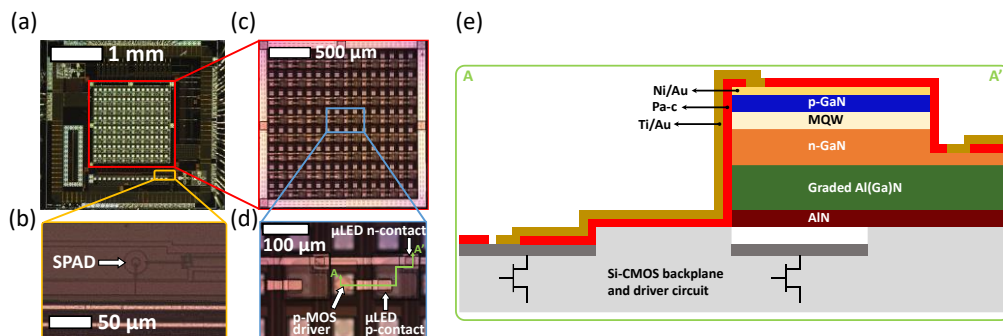 (a)
1 mm
(b)
SPAD
50 µm
(c)
500 µm
(d)
100 µm
µLED n-contact
A'
A
p-MOS
driver
µLED
p-contact
(e)
A
A'
Ni/Au
Pa-c
Ti/Au
p-GaN
MQW
n-GaN
Graded Al(Ga)N
AlN
Si-CMOS backplane
and driver circuit